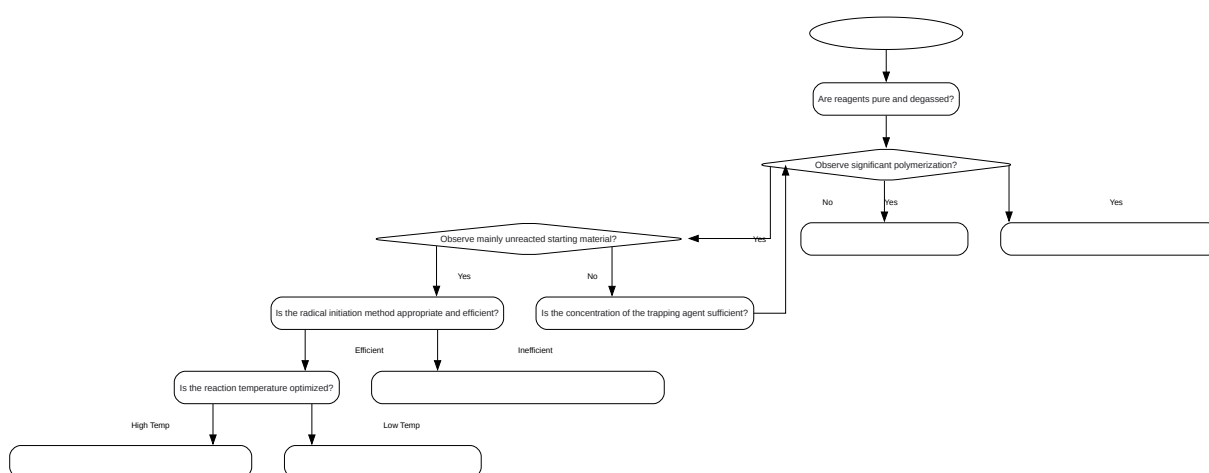 Are reagents pure and degassed?
Observe significant polymerization?
No
Yes
Yes
Observe mainly unreacted starting material?
Yes
Yes
No
Is the radical initiation method appropriate and efficient?
Is the concentration of the trapping agent sufficient?
Efficient
Inefficient
Is the reaction temperature optimized?
High Temp
Low Temp